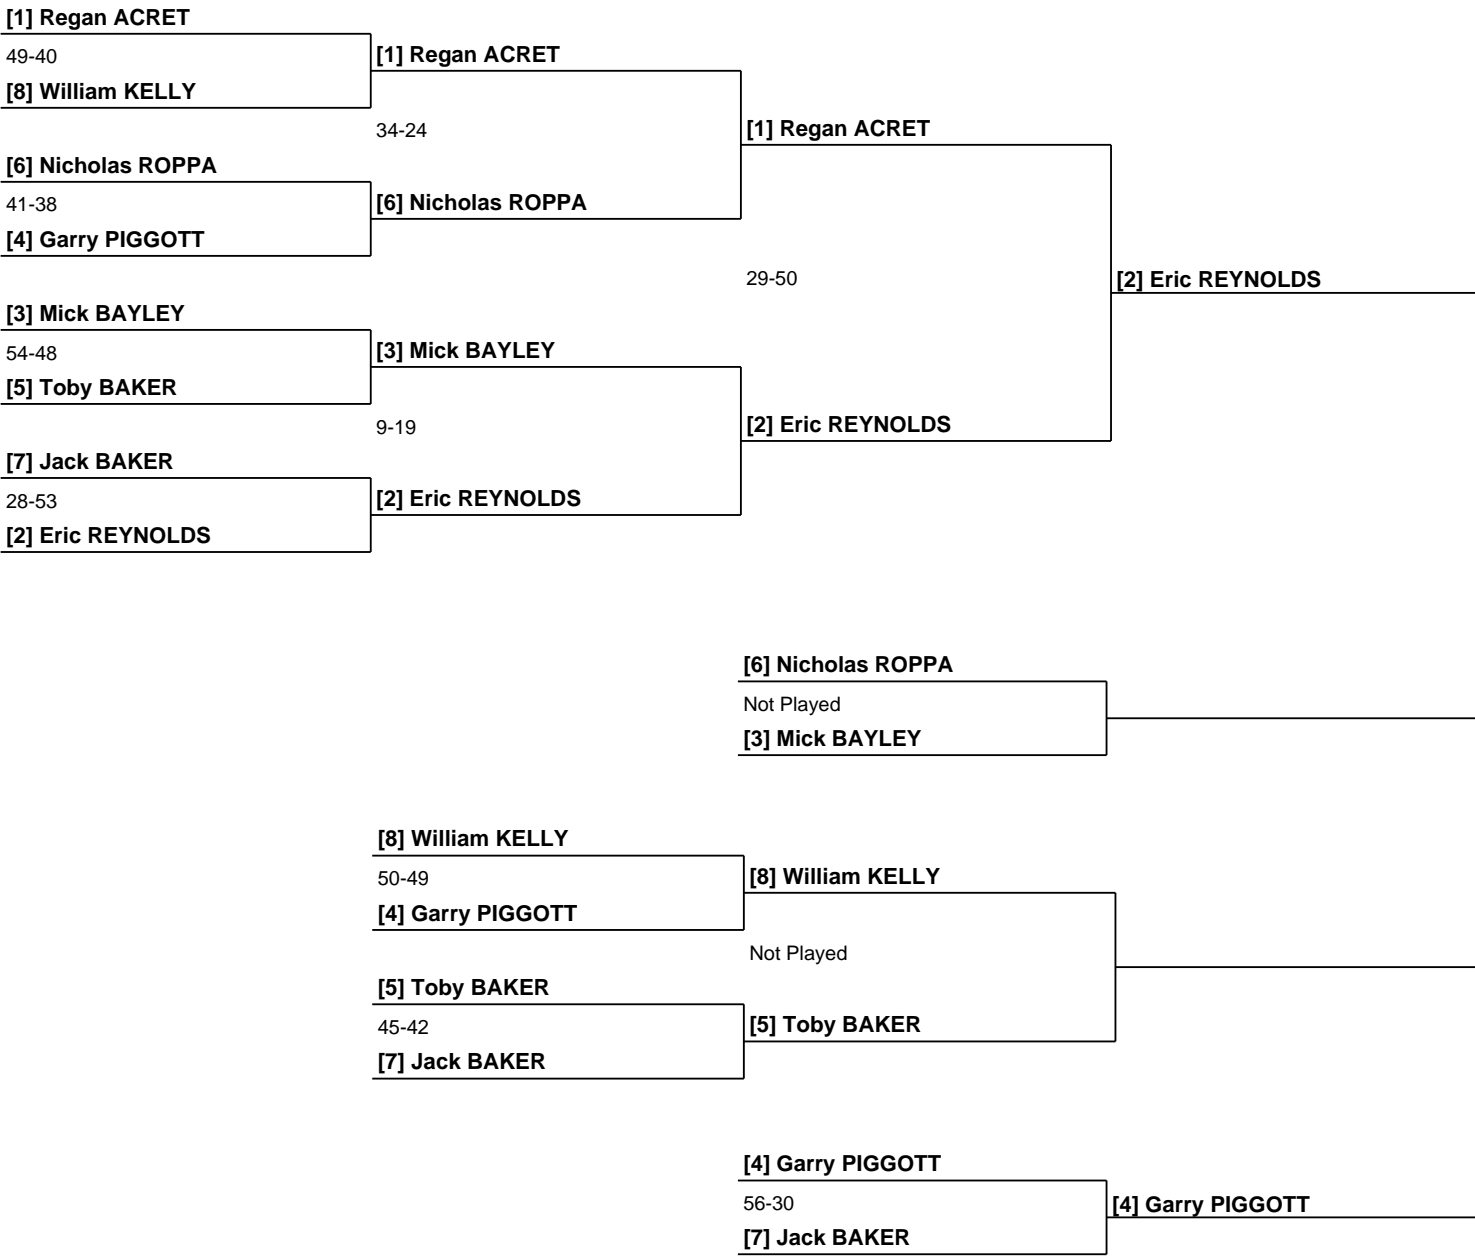 [1] Regan ACRET
49-40
[1] Regan ACRET
[8] William KELLY
34-24
[1] Regan ACRET
[6] Nicholas ROPPA
41-38
[6] Nicholas ROPPA
[4] Garry PIGGOTT
29-50
[2] Eric REYNOLDS
[3] Mick BAYLEY
54-48
[3] Mick BAYLEY
[5] Toby BAKER
9-19
[2] Eric REYNOLDS
[7] Jack BAKER
28-53
[2] Eric REYNOLDS
[2] Eric REYNOLDS
[6] Nicholas ROPPA
Not Played
[3] Mick BAYLEY
[8] William KELLY
50-49
[8] William KELLY
[4] Garry PIGGOTT
Not Played
[5] Toby BAKER
45-42
[5] Toby BAKER
[7] Jack BAKER
[4] Garry PIGGOTT
56-30
[4] Garry PIGGOTT
[7] Jack BAKER